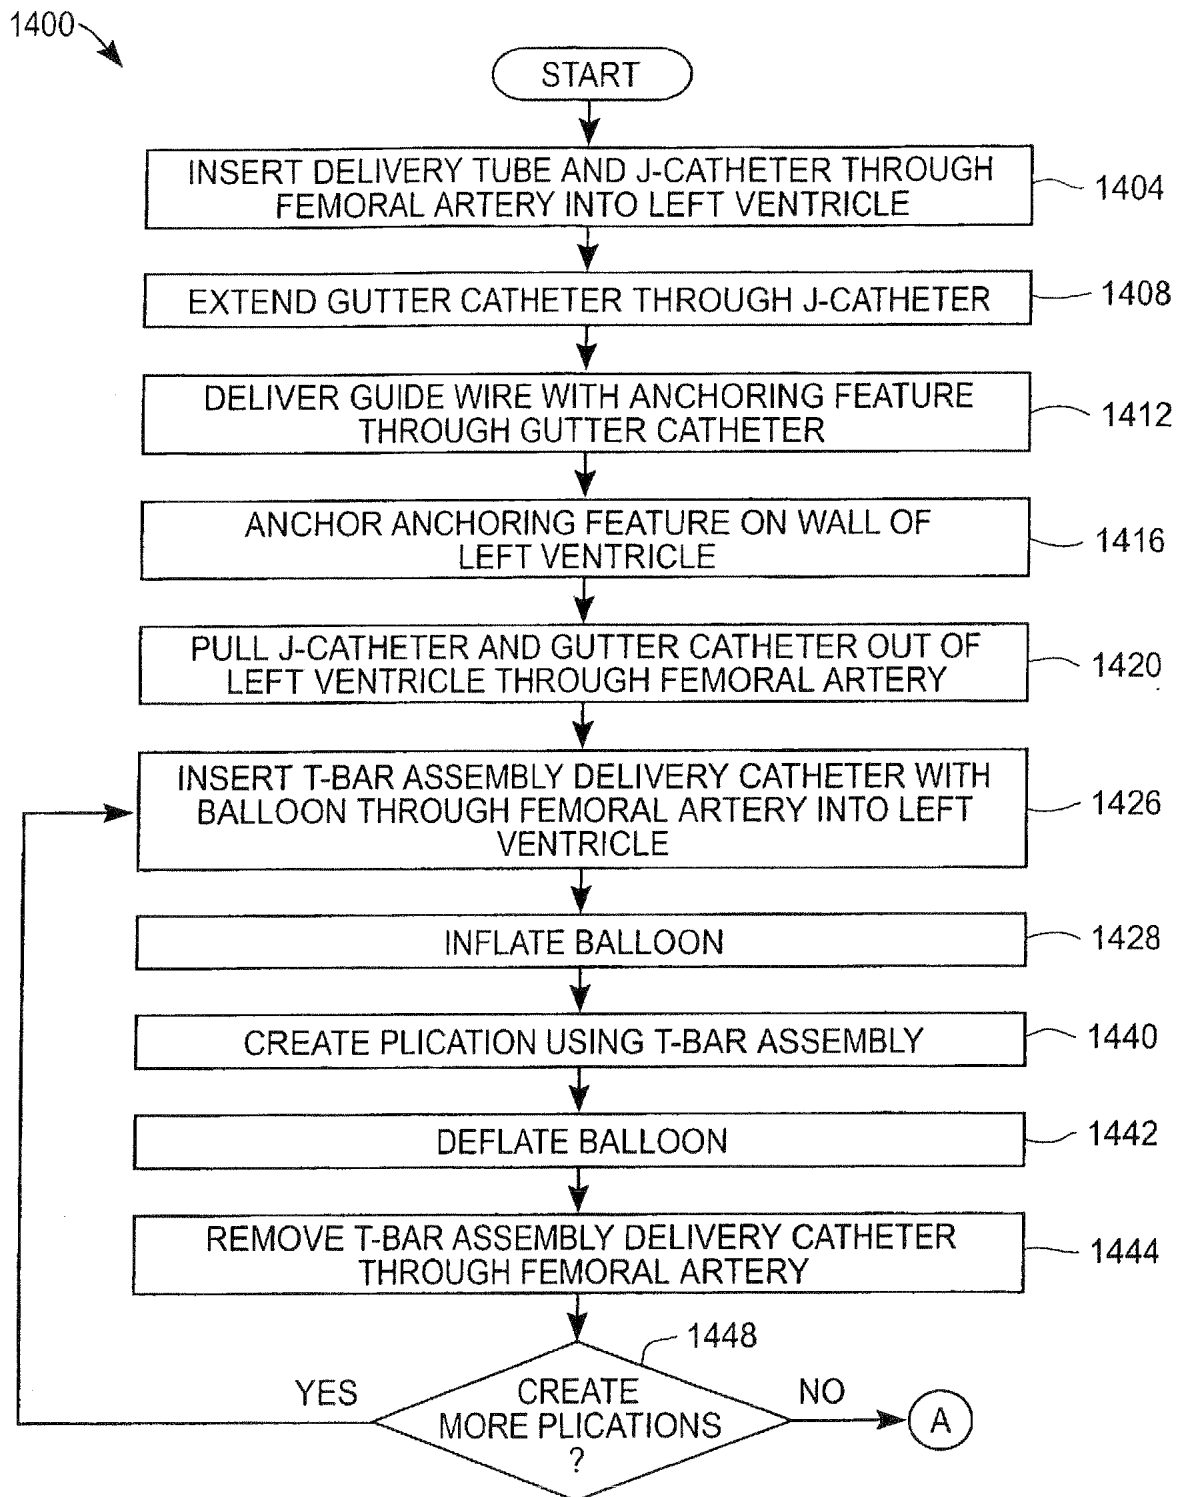 1400
START
INSERT DELIVERY TUBE AND J-CATHETER THROUGH
FEMORAL ARTERY INTO LEFT VENTRICLE
1404
EXTEND GUTTER CATHETER THROUGH J-CATHETER
1408
DELIVER GUIDE WIRE WITH ANCHORING FEATURE
THROUGH GUTTER CATHETER
1412
ANCHOR ANCHORING FEATURE ON WALL OF
LEFT VENTRICLE
1416
PULL J-CATHETER AND GUTTER CATHETER OUT OF
LEFT VENTRICLE THROUGH FEMORAL ARTERY
1420
INSERT T-BAR ASSEMBLY DELIVERY CATHETER WITH
BALLOON THROUGH FEMORAL ARTERY INTO LEFT
VENTRICLE
1426
INFLATE BALLOON
1428
CREATE PLICATION USING T-BAR ASSEMBLY
1440
DEFLATE BALLOON
1442
REMOVE T-BAR ASSEMBLY DELIVERY CATHETER
THROUGH FEMORAL ARTERY
1444
1448
CREATE
MORE PLICATIONS
?
YES
NO
A